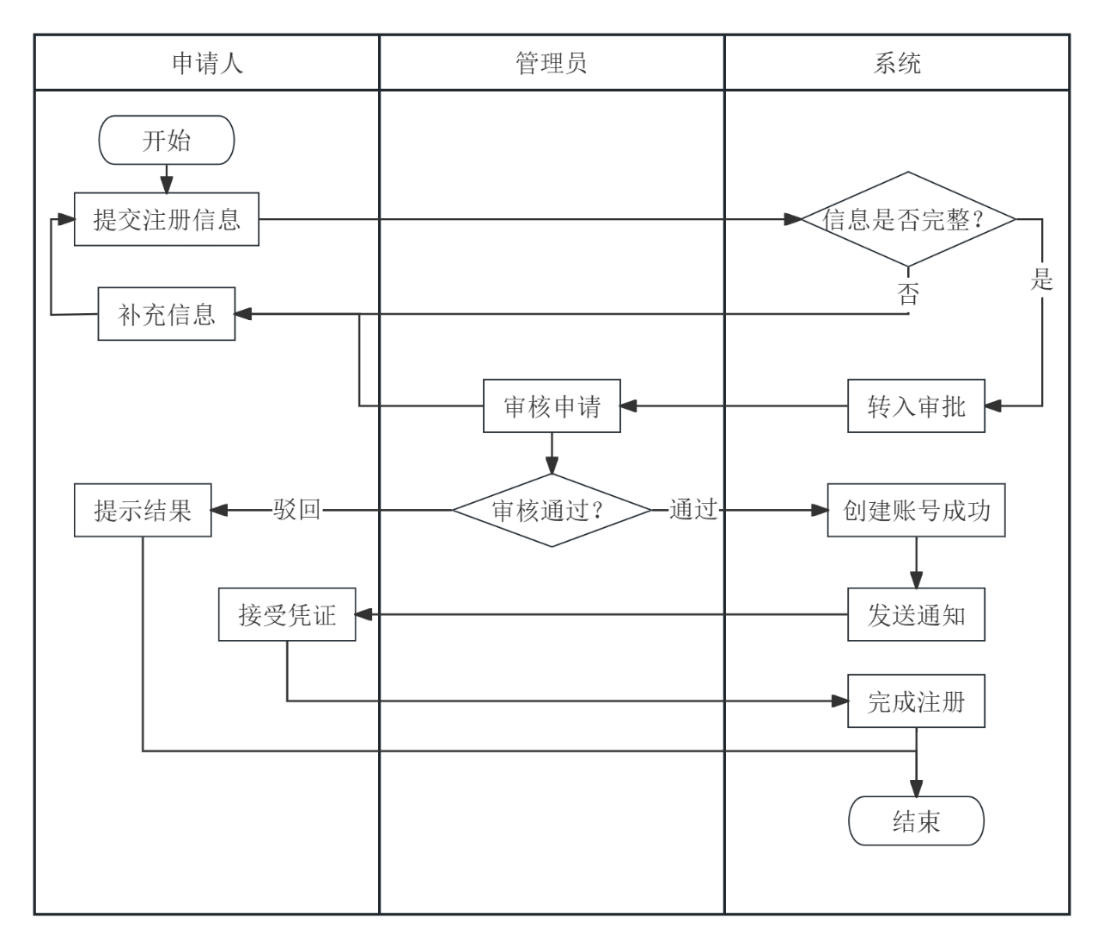 申请人
管理员
系统
开始
提交注册信息
信息是否完整？
是
否
补充信息
审核申请
转入审批
提示结果
驳回
审核通过？
通过
创建账号成功
接受凭证
发送通知
完成注册
结束